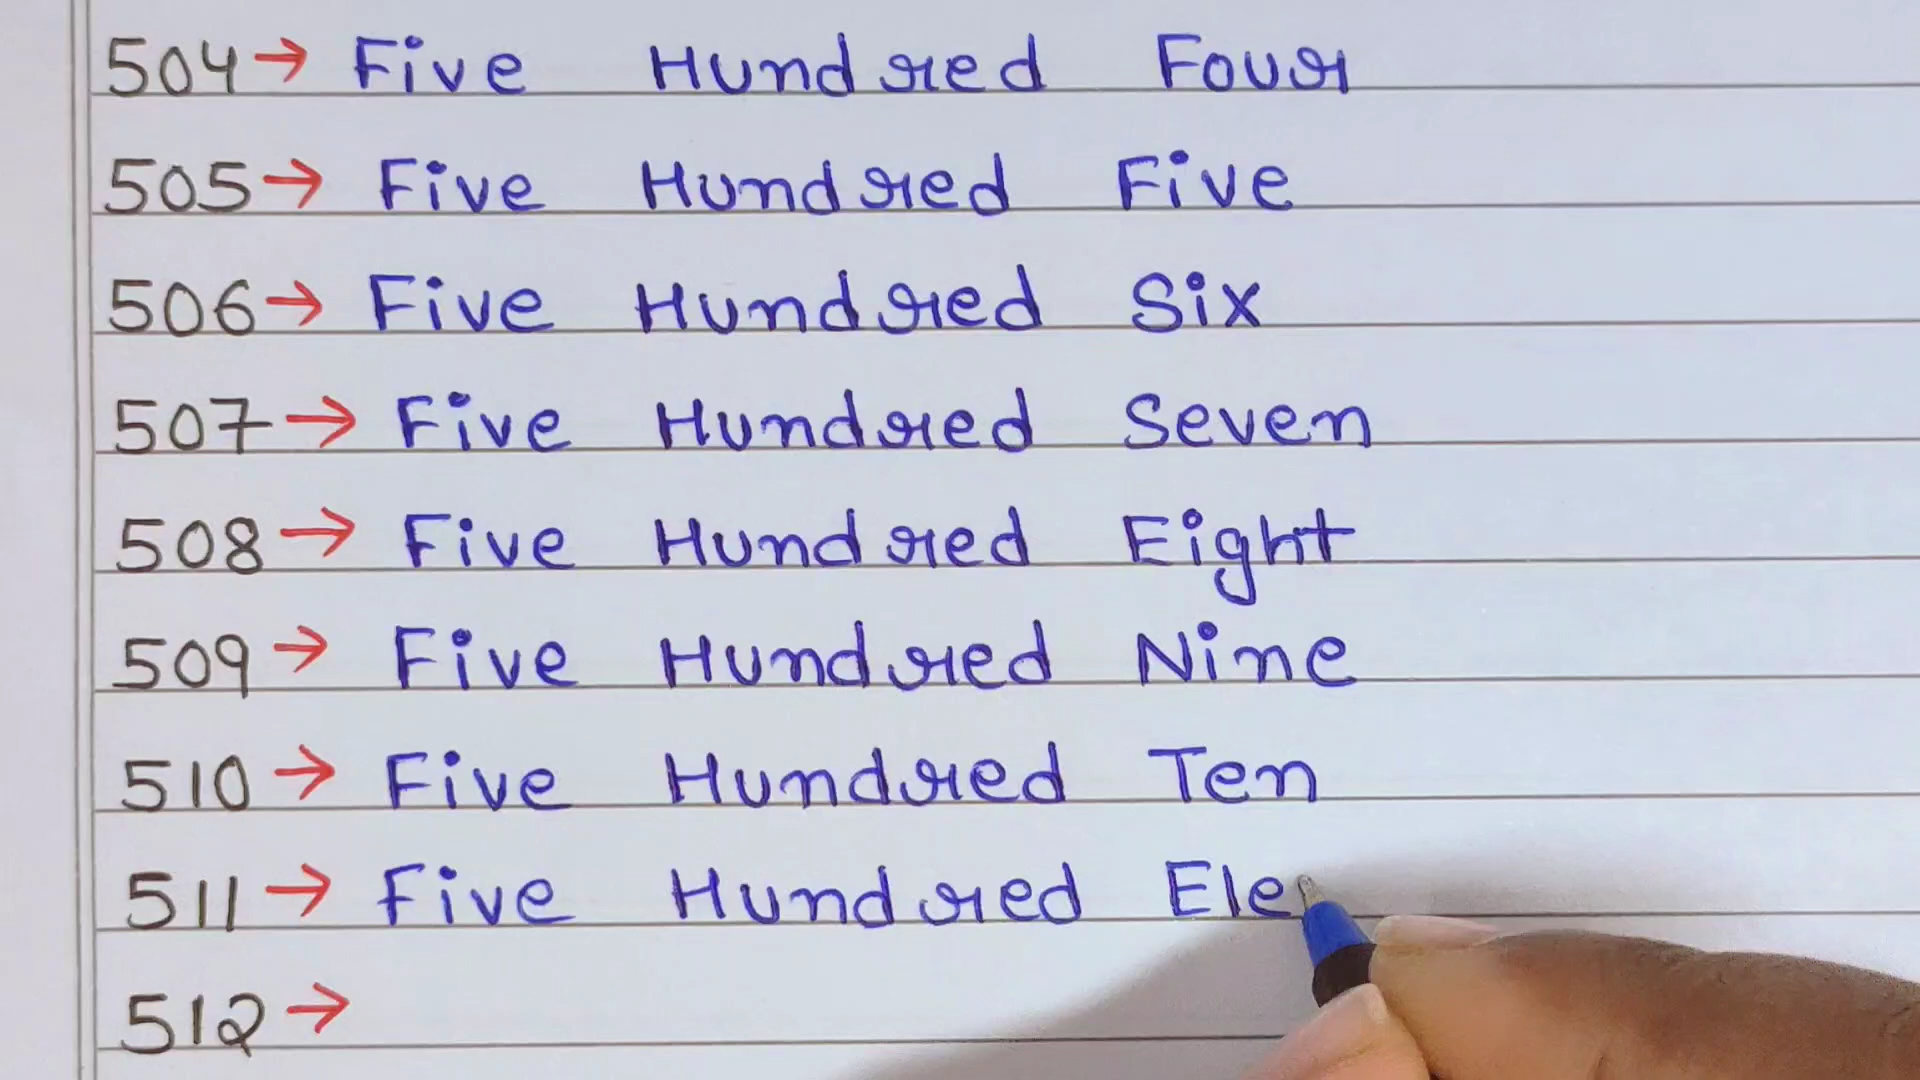 504→ Five Hundred Four
505→ Five Hundred Five
506→ Five Hundred Six
507→ Five Hundred Seven
508→ Five Hundred Eight
509→ Five Hundred Nine
510→ Five Hundred Ten
511→ Five Hundred Ele
512→